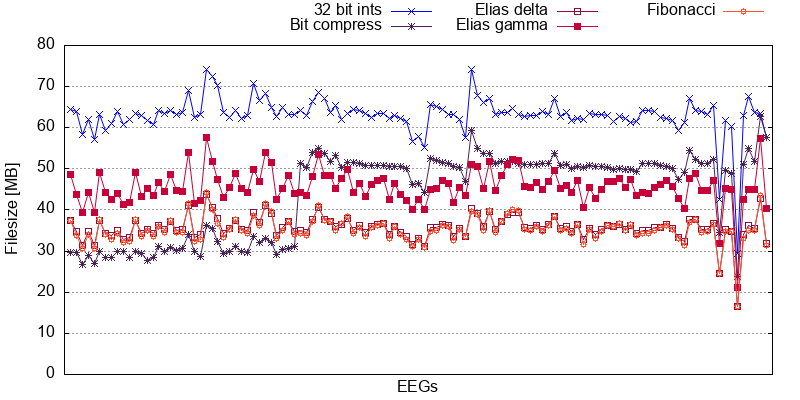 32 bit ints Elias delta Fibonacci
Bit compress Elias gamma
80
70
60
50
40
30
20
10
0
Filesize [MB]
EEGs